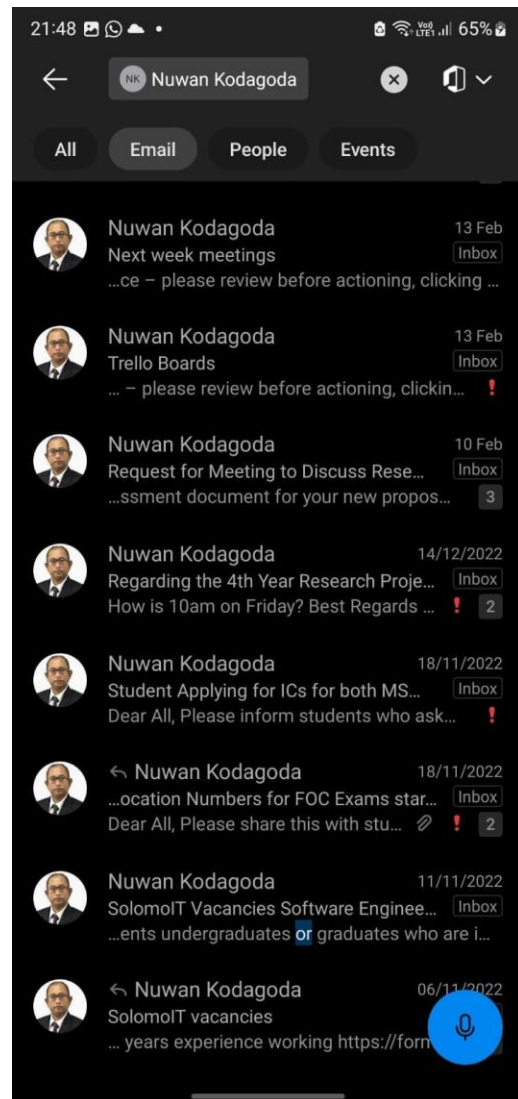 21:48 65%
Vo)) LTE1
NK Nuwan Kodagoda
All Email People Events
Nuwan Kodagoda 13 Feb
Next week meetings Inbox
...ce – please review before actioning, clicking ...
Nuwan Kodagoda 13 Feb
Trello Boards Inbox
... – please review before actioning, clickin... !
Nuwan Kodagoda 10 Feb
Request for Meeting to Discuss Rese... Inbox
...ssment document for your new propos... 3
Nuwan Kodagoda 14/12/2022
Regarding the 4th Year Research Proje... Inbox
How is 10am on Friday? Best Regards ... ! 2
Nuwan Kodagoda 18/11/2022
Student Applying for ICs for both MS... Inbox
Dear All, Please inform students who ask... !
Nuwan Kodagoda 18/11/2022
...ocation Numbers for FOC Exams star... Inbox
Dear All, Please share this with stu... ! 2
Nuwan Kodagoda 11/11/2022
SolomoIT Vacancies Software Enginee... Inbox
...ents undergraduates or graduates who are i...
Nuwan Kodagoda 06/11/2022
SolomoIT vacancies
... years experience working https://forn